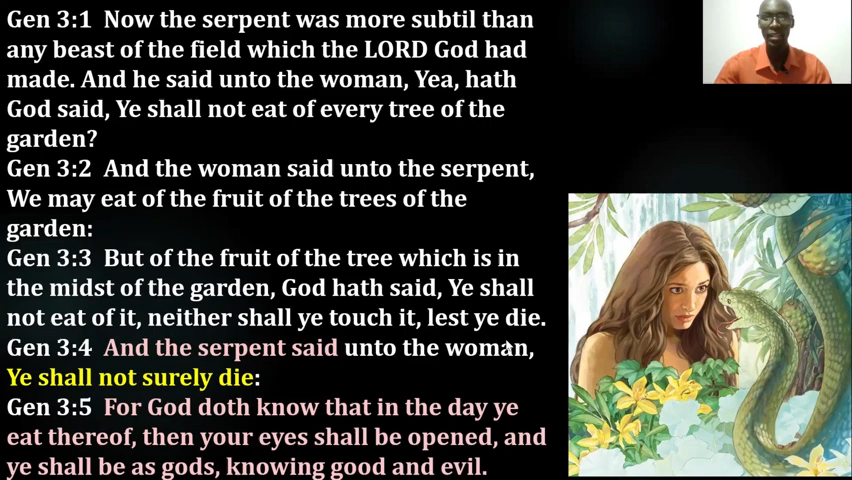 Gen 3:1 Now the serpent was more subtil than
any beast of the field which the LORD God had
made. And he said unto the woman, Yea, hath
God said, Ye shall not eat of every tree of the
garden?
Gen 3:2 And the woman said unto the serpent,
We may eat of the fruit of the trees of the
garden:
Gen 3:3 But of the fruit of the tree which is in
the midst of the garden, God hath said, Ye shall
not eat of it, neither shall ye touch it, lest ye die.
Gen 3:4 And the serpent said unto the woman,
Ye shall not surely die:
Gen 3:5 For God doth know that in the day ye
eat thereof, then your eyes shall be opened, and
ye shall be as gods, knowing good and evil.